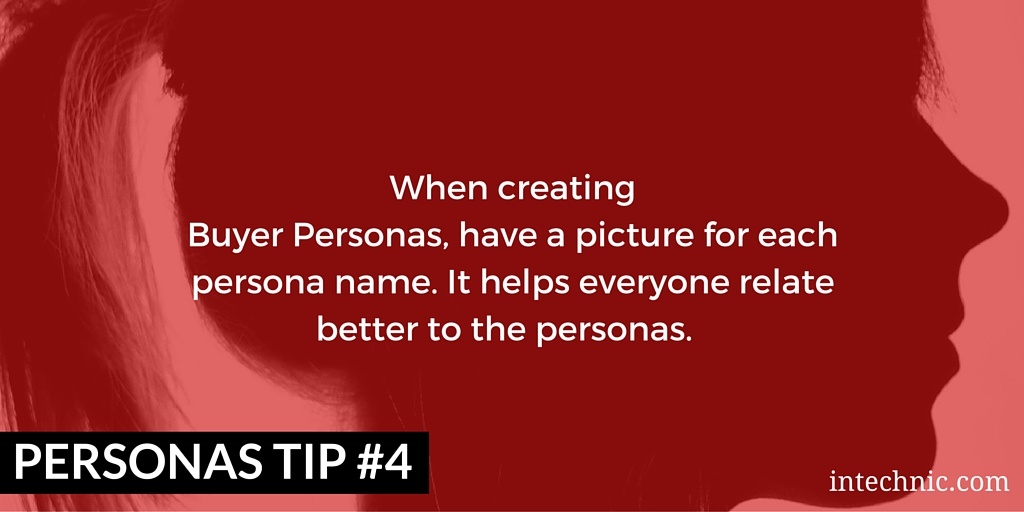 When creating
Buyer Personas, have a picture for each
persona name. It helps everyone relate
better to the personas.
PERSONAS TIP #4
intechnic.com